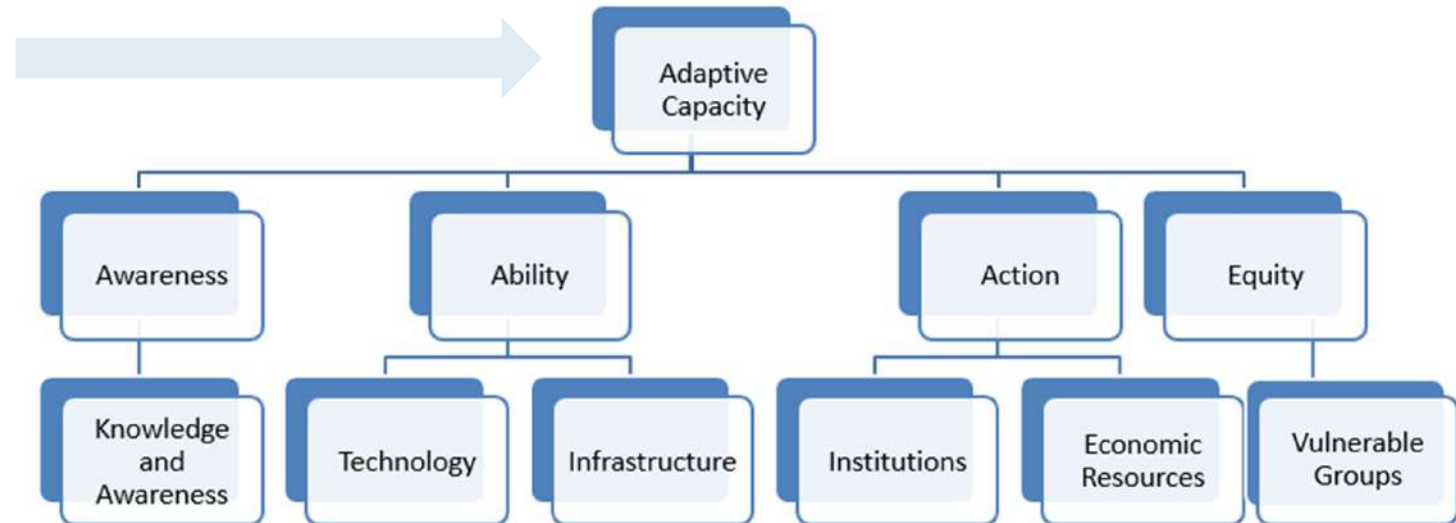 Adaptive
Capacity
Awareness
Ability
Action
Equity
Knowledge
and
Awareness
Technology
Infrastructure
Institutions
Economic
Resources
Vulnerable
Groups